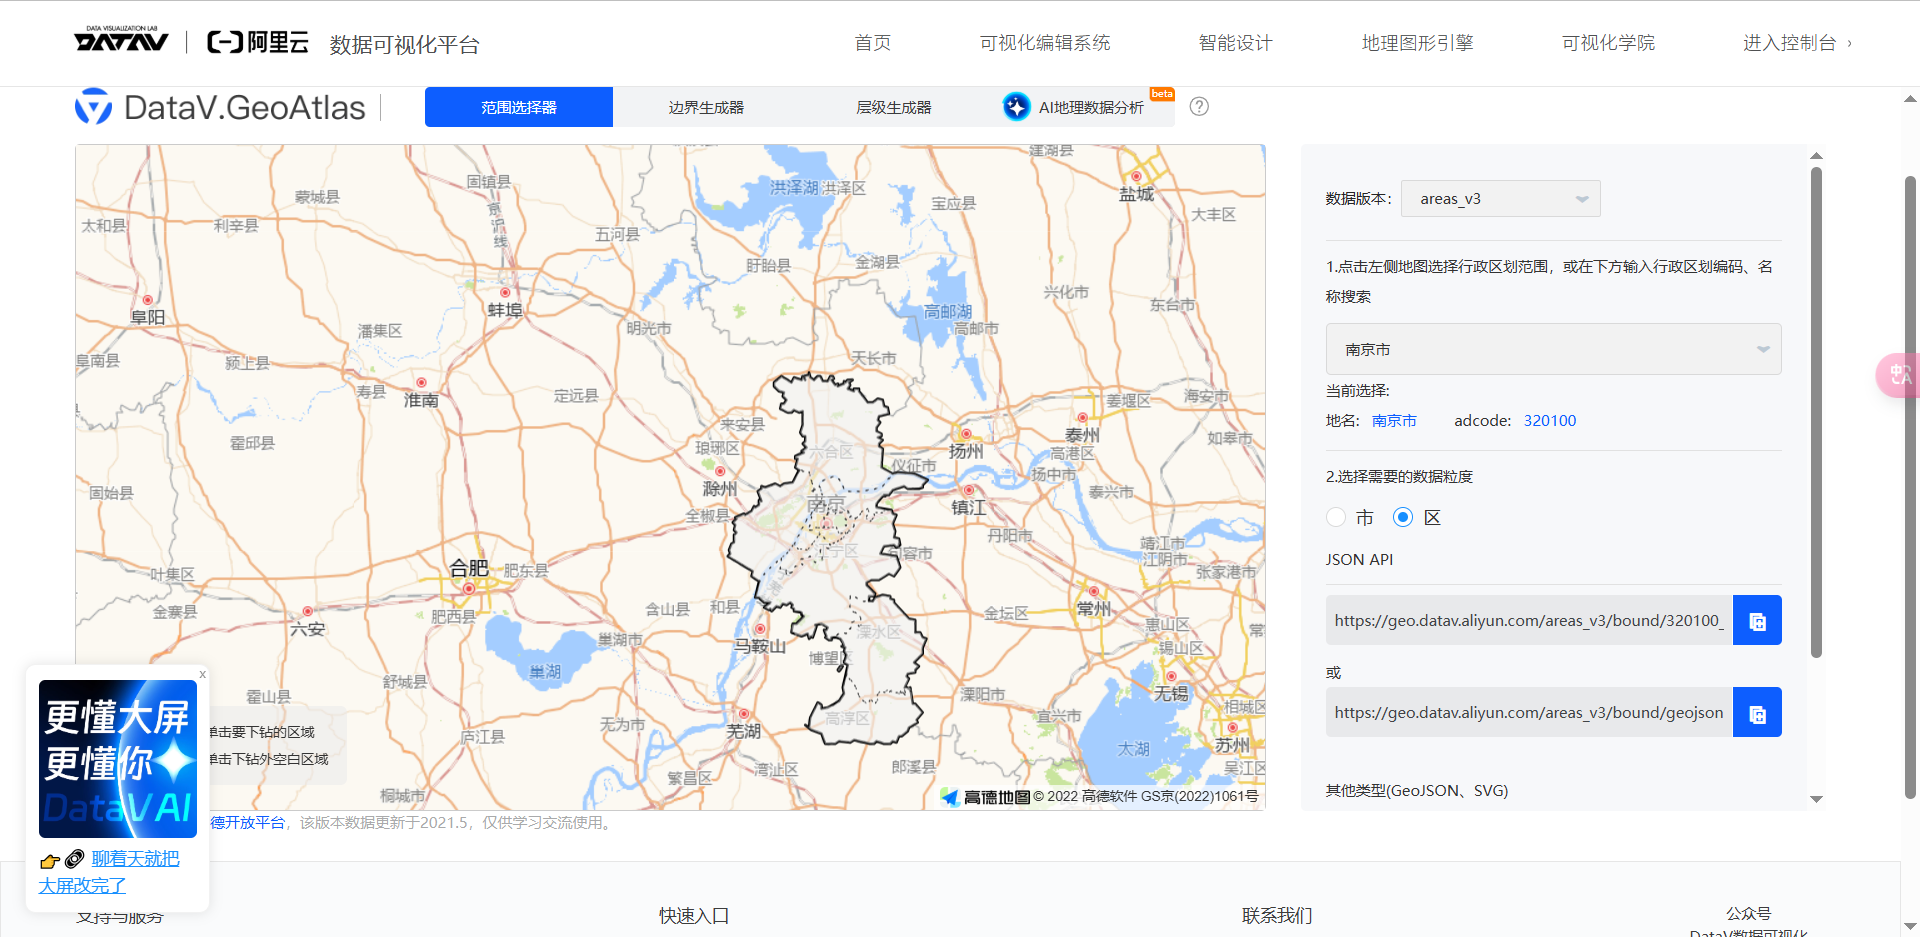 DATA VISUALIZATION LAB
DATAV
阿里云
数据可视化平台
首页
可视化编辑系统
智能设计
地理图形引擎
可视化学院
进入控制台 ›
DataV.GeoAtlas
范围选择器
边界生成器
层级生成器
AI地理数据分析
beta
?
建湖县
固镇县
洪泽湖
洪泽区
盐城
蒙城县
京沪线
宝应县
大丰区
太和县
利辛县
五河县
盱眙县
金湖县
兴化市
东台市
阜阳
蚌埠
高邮湖
高邮市
潘集区
明光市
阜南县
颍上县
天长市
寿县
淮南
定远县
姜堰区
海安市
来安县
泰州
如皋市
霍邱县
琅琊区
六合区
扬州
高港区
仪征市
扬中市
固始县
滁州
南京
镇江
泰兴市
全椒县
丹阳市
靖江市
江宁区
句容市
江阴市
合肥
肥东县
叶集区
张家港市
金寨县
肥西县
含山县
和县
金坛区
常州
六安
惠山区
常
巢湖市
马鞍山
溧水区
锡山区
博望
巢湖
舒城县
霍山县
溧阳市
无锡
相城区
无为市
芜湖
高淳区
宜兴市
庐江县
太湖
苏州
繁昌区
湾沚区
郎溪县
吴江区
桐城市
单击要下钻的区域
单击下钻外空白区域
高德地图 © 2022 高德软件 GS京(2022)1061号
德开放平台，该版本数据更新于2021.5，仅供学习交流使用。
数据版本：
areas_v3
1.点击左侧地图选择行政区划范围，或在下方输入行政区划编码、名
称搜索
南京市
当前选择:
地名: 南京市 adcode: 320100
2.选择需要的数据粒度
市 区
JSON API
https://geo.datav.aliyun.com/areas_v3/bound/320100_
或
https://geo.datav.aliyun.com/areas_v3/bound/geojson
其他类型(GeoJSON、SVG)
中A
x
更懂大屏
更懂你
DataV AI
聊着天就把
大屏改完了
支持与服务
快速入口
联系我们
公众号
DataV数据可视化